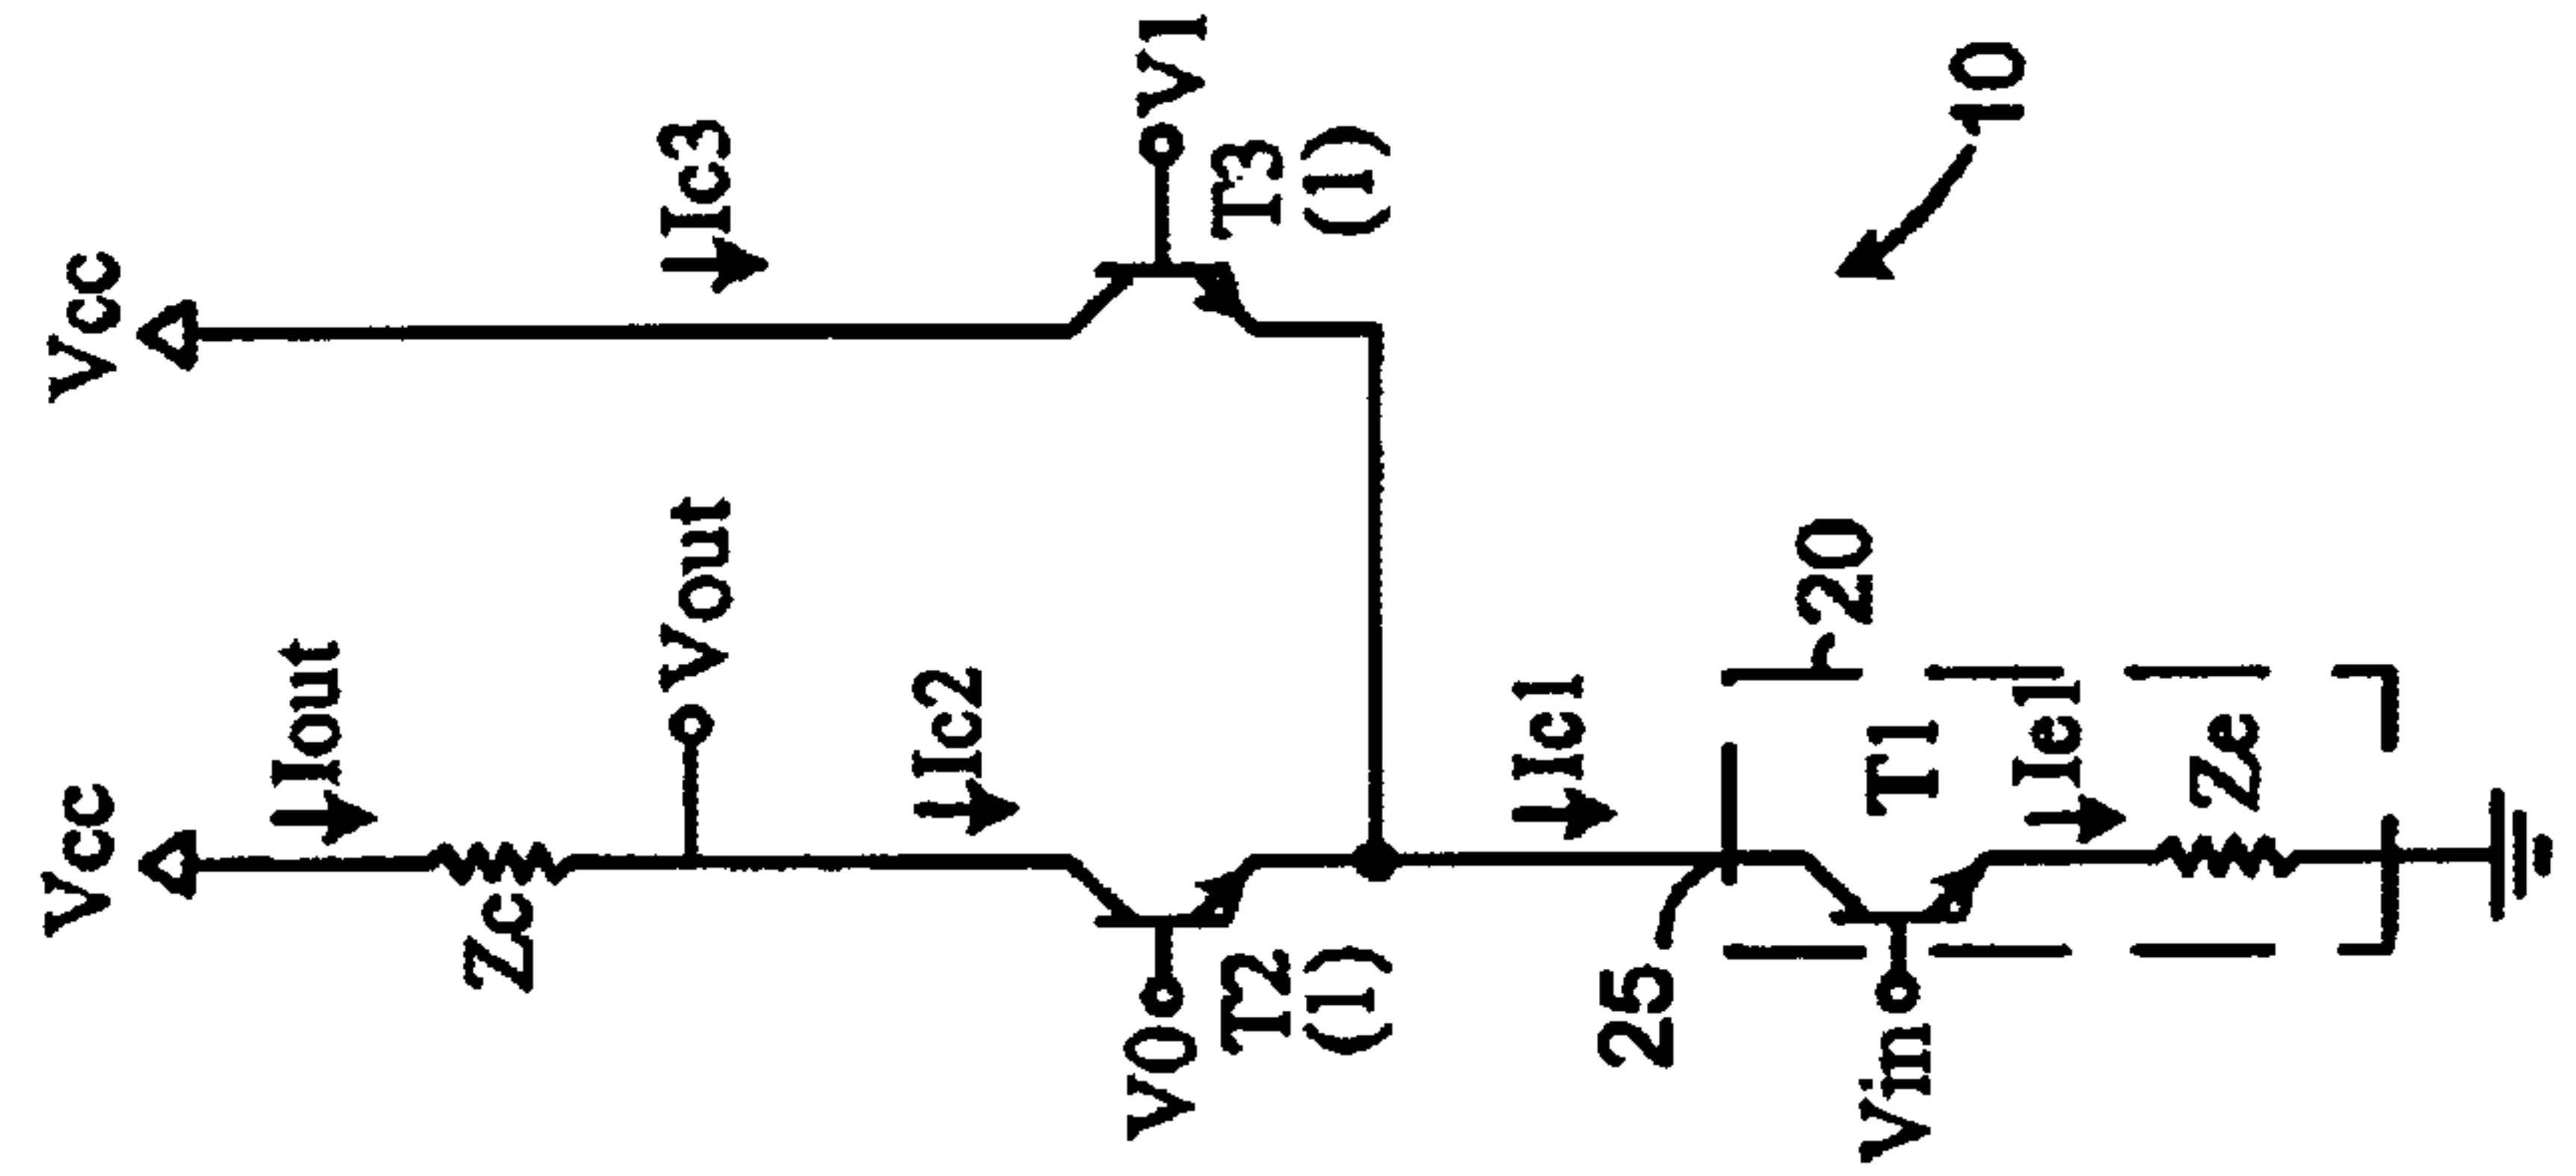 Vcc
Vcc
Iout
Zc
Vout
Ic3
Ic2
V0
T2
(1)
V1
T3
(1)
Ic1
25
20
Vin
T1
Ie1
Ze
10